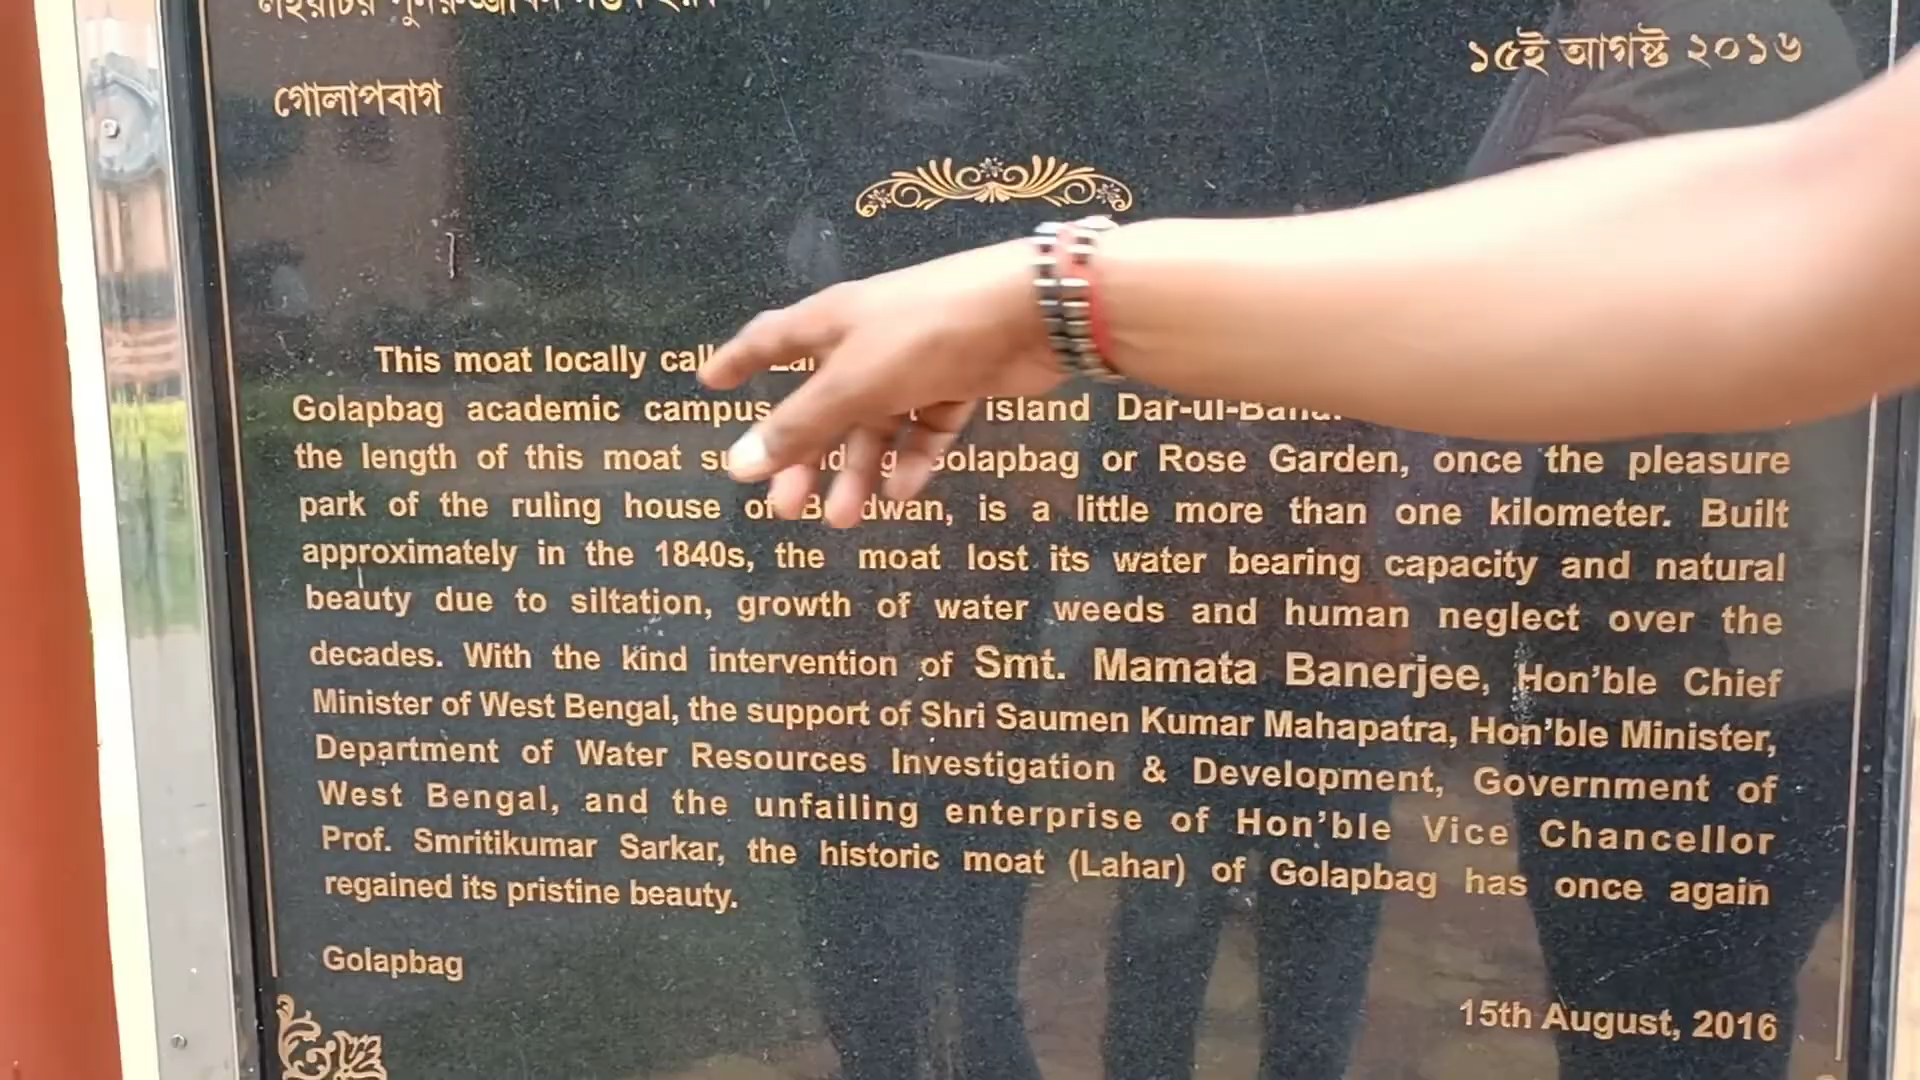 ১৫ই আগষ্ট ২০১৬
গোলাপবাগ
This moat locally
Golapbag academic campus island
the length of this moat Golapbag or Rose Garden, once the pleasure
park of the ruling house of is a little more than one kilometer. Built
approximately in the 1840s, the moat lost its water bearing capacity and natural
beauty due to siltation, growth of water weeds and human neglect over the
decades. With the kind intervention of Smt. Mamata Banerjee, Hon'ble Chief
Minister of West Bengal, the support of Shri Saumen Kumar Mahapatra, Hon'ble Minister,
Department of Water Resources Investigation & Development, Government of
West Bengal, and the unfailing enterprise of Hon'ble Vice Chancellor
Prof. Smritikumar Sarkar, the historic moat (Lahar) of Golapbag has once again
regained its pristine beauty.
Golapbag
15th August, 2016